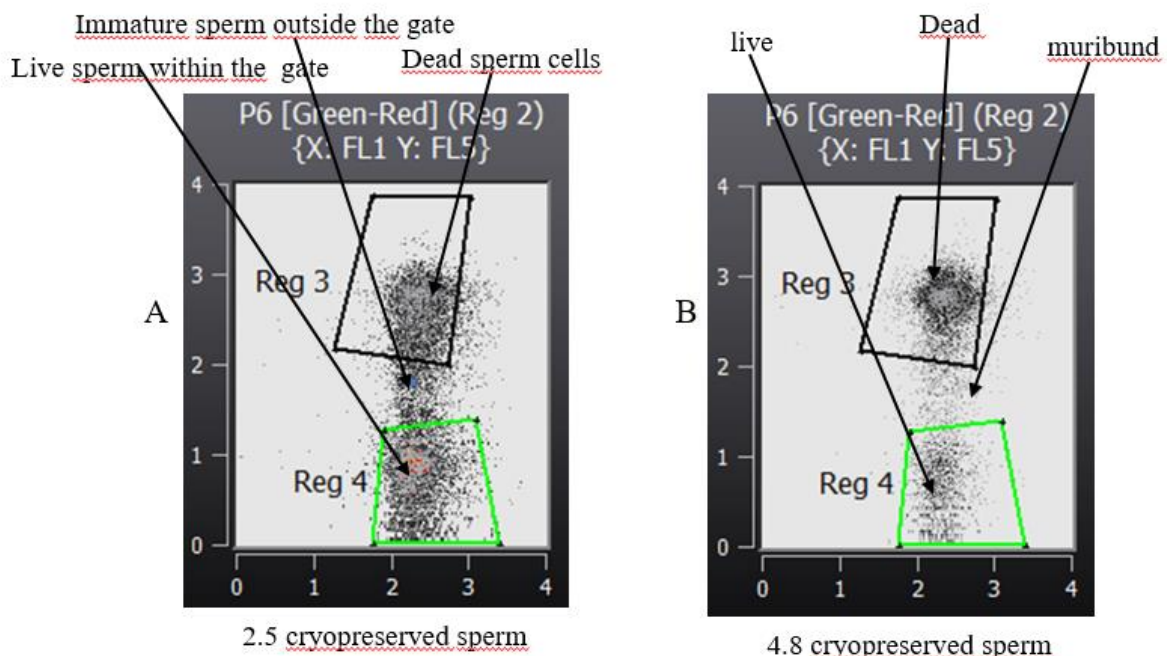 Immature sperm outside the gate
Live sperm within the gate
Dead sperm cells
A
P6 [Green-Red] (Reg 2)
{X: FL1 Y: FL5}
4
3
2
1
0
Reg 3
Reg 4
0 1 2 3 4
2.5 cryopreserved sperm
live
Dead
muribund
B
P6 [Green-Red] (Reg 2)
{X: FL1 Y: FL5}
4
3
2
1
0
Reg 3
Reg 4
0 1 2 3 4
4.8 cryopreserved sperm